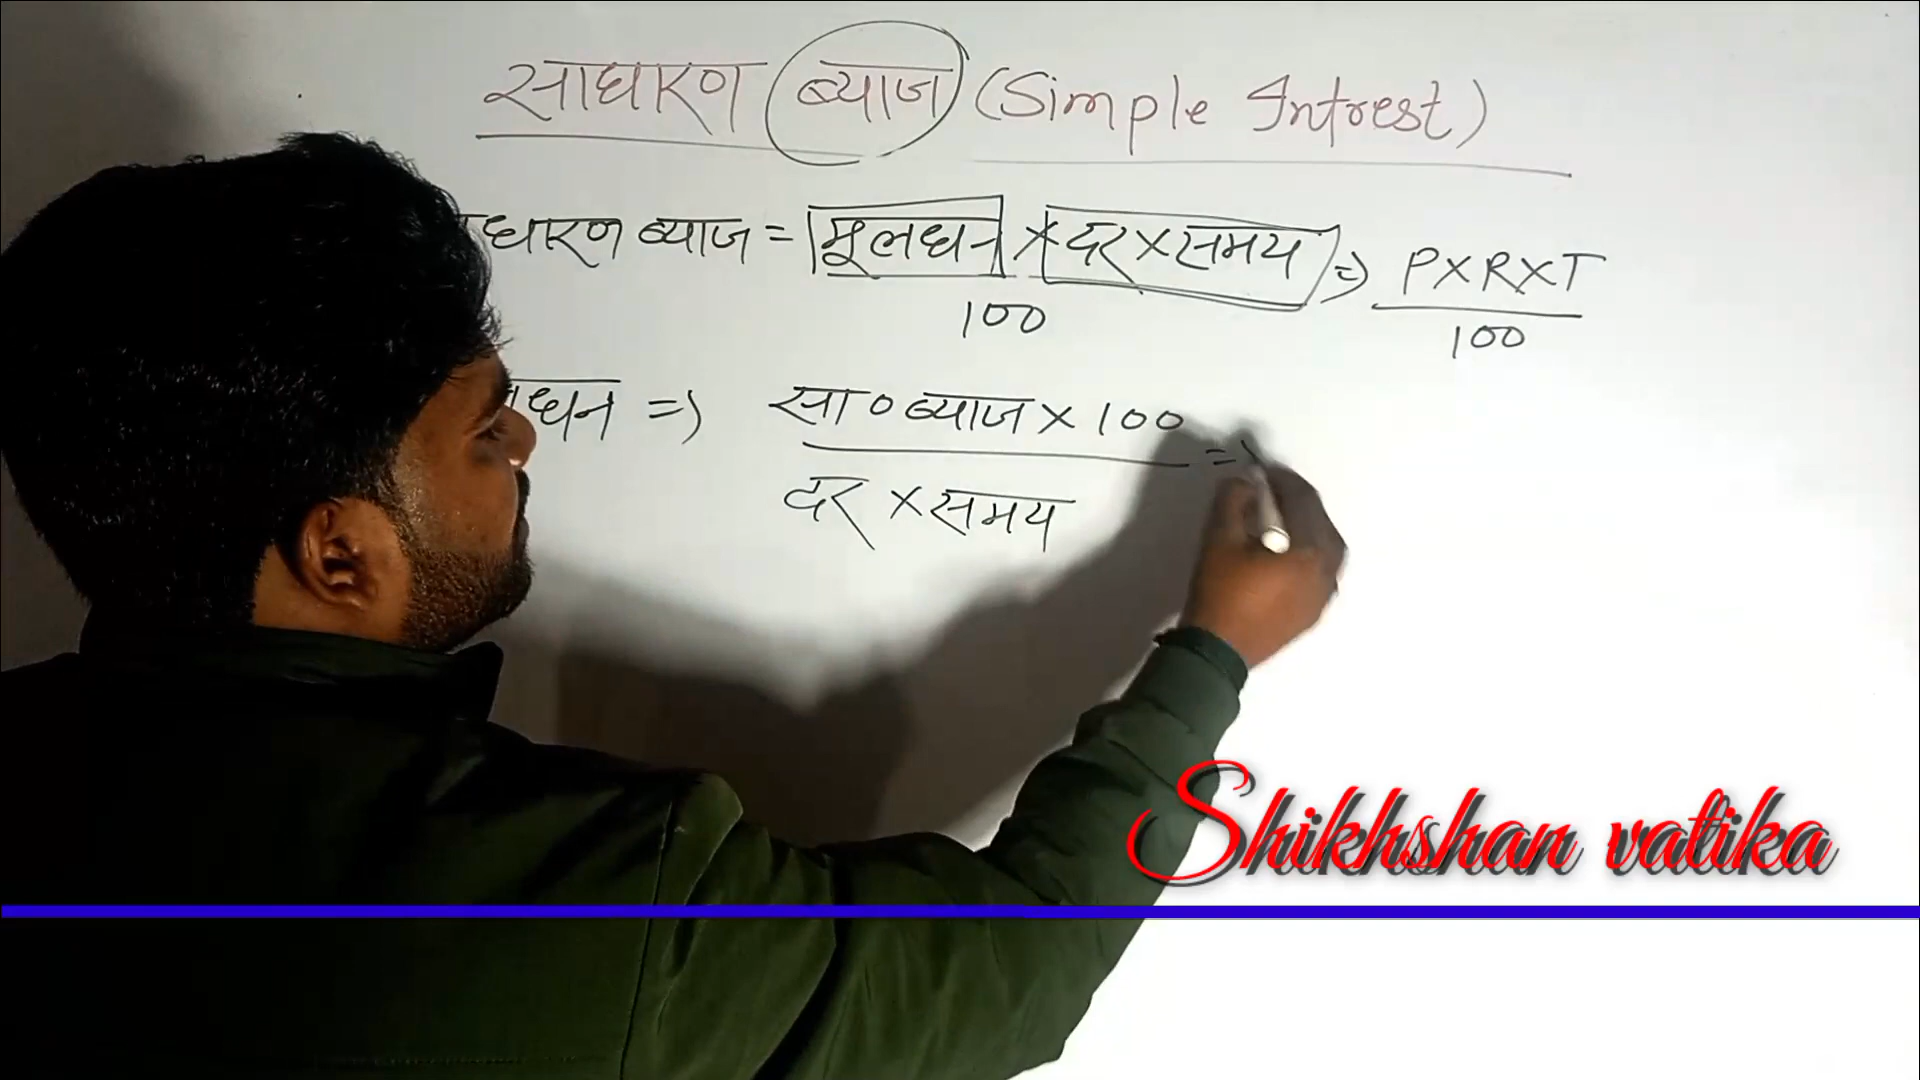 साधारण ब्याज (Simple Intrest)
धारण ब्याज = मूलधन × दर × समय => P×R×T
100 100
धन => सा० ब्याज × 100 =
दर × समय
Shikhshan vatika